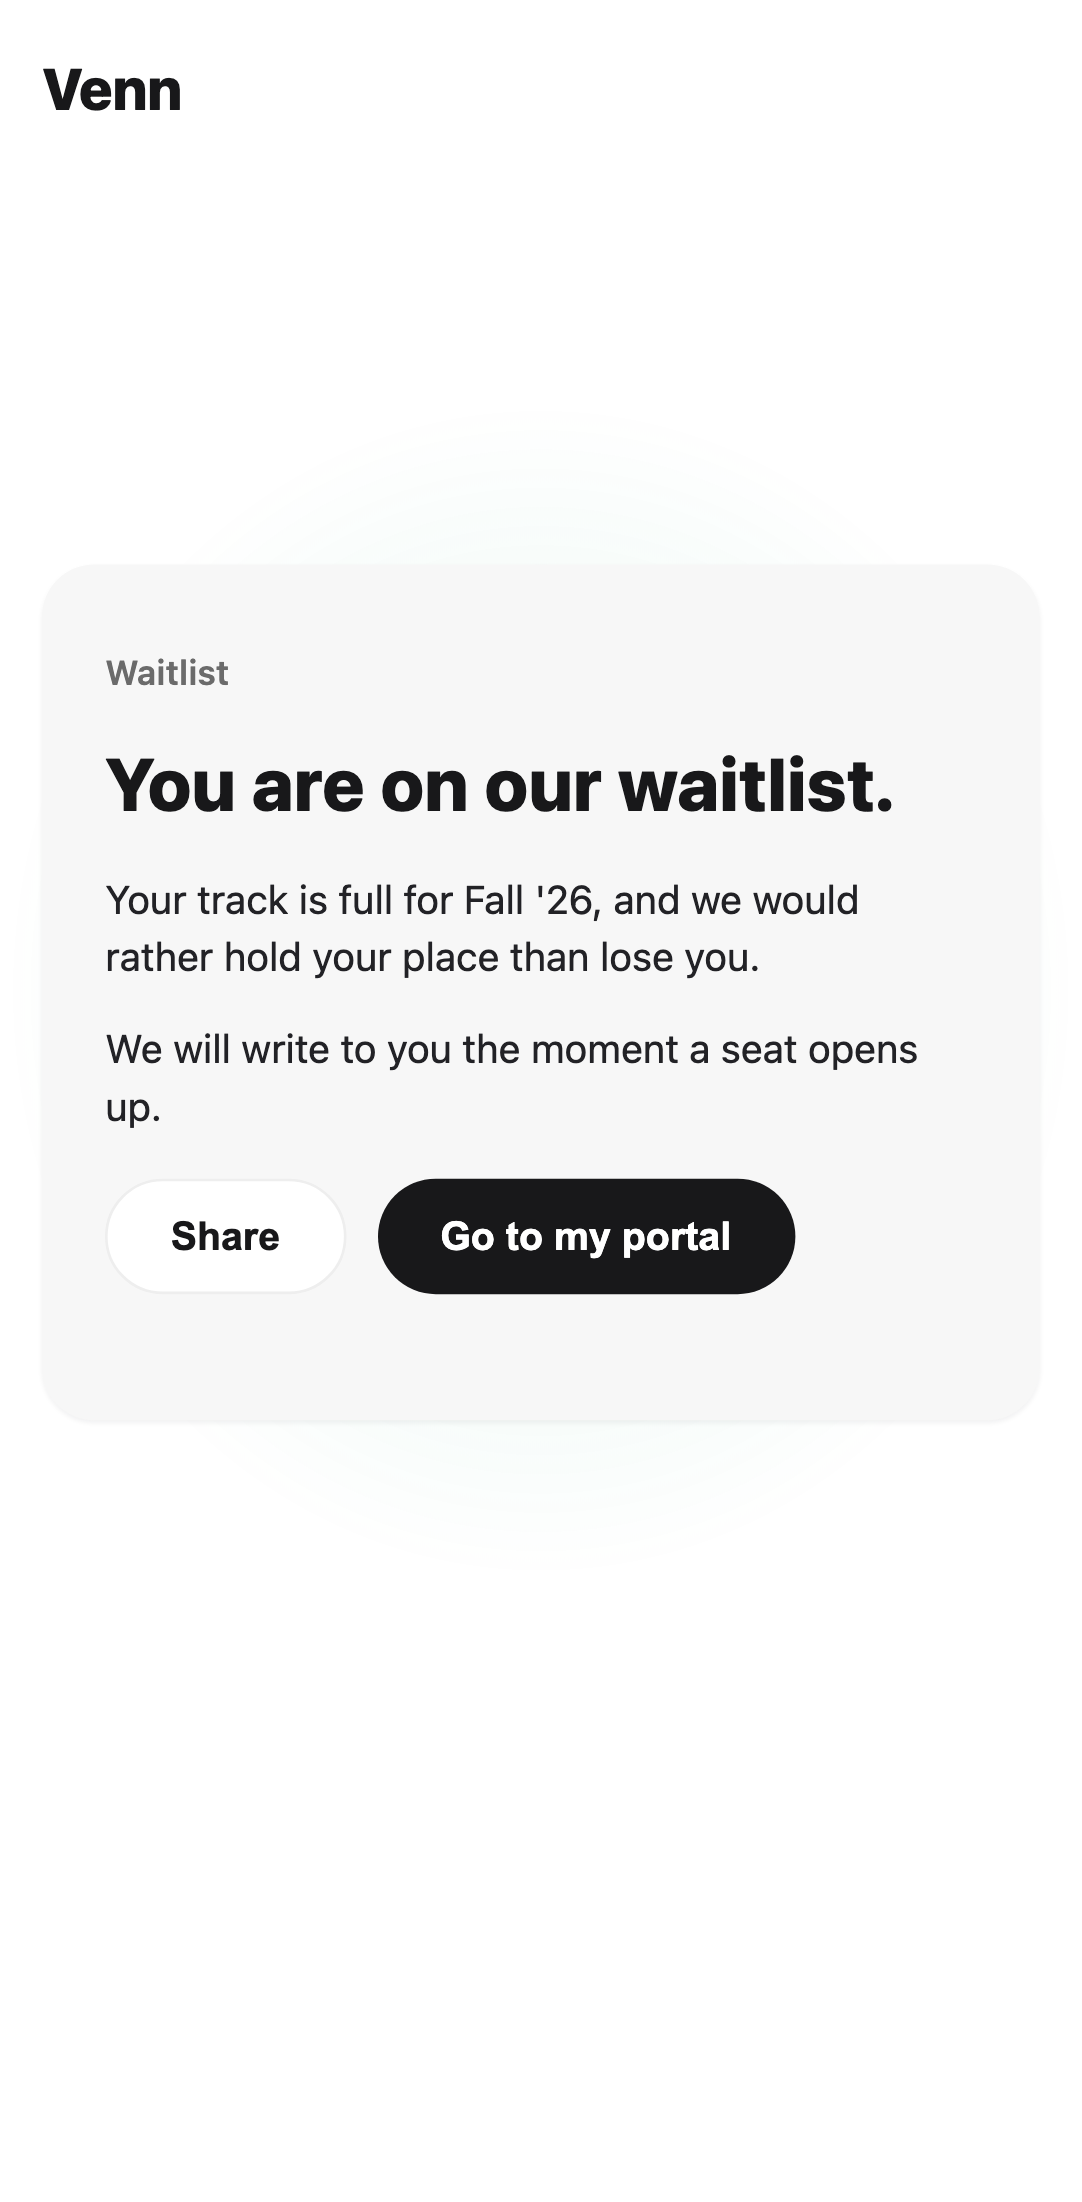 Venn
Waitlist
You are on our waitlist.
Your track is full for Fall '26, and we would
rather hold your place than lose you.
We will write to you the moment a seat opens
up.
Share
Go to my portal